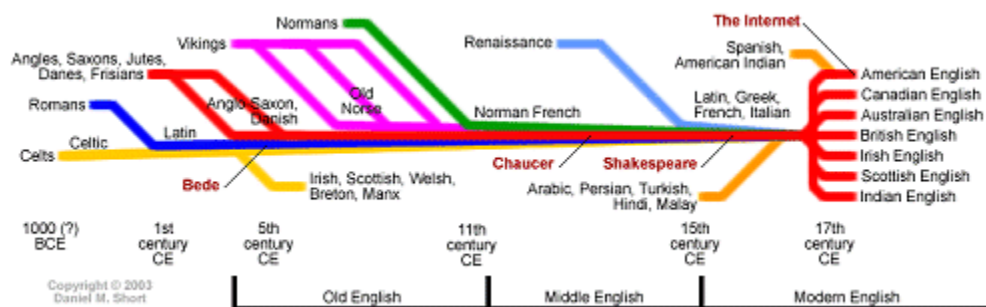 Normans
The Internet
Vikings
Renaissance
Spanish,
American Indian
Angles, Saxons, Jutes,
Danes, Frisians
American English
Romans
Anglo-Saxon,
Danish
Old
Norse
Norman French
Latin, Greek,
French, Italian
Canadian English
Australian English
British English
Irish English
Scottish English
Indian English
Celts
Celtic
Latin
Bede
Chaucer
Shakespeare
Irish, Scottish, Welsh,
Breton, Manx
Arabic, Persian, Turkish,
Hindi, Malay
1000 (?)
BCE
1st
century
CE
5th
century
CE
11th
century
CE
15th
century
CE
17th
century
CE
Copyright © 2003
Daniel M. Short
Old English
Middle English
Modern English